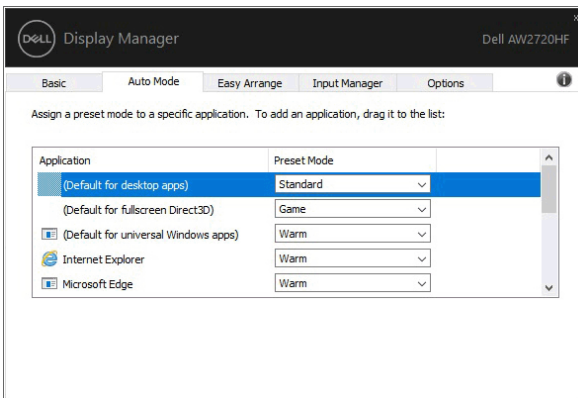 DELL Display Manager Dell AW2720HF
Basic Auto Mode Easy Arrange Input Manager Options
Assign a preset mode to a specific application. To add an application, drag it to the list:
Application Preset Mode
(Default for desktop apps) Standard
(Default for fullscreen Direct3D) Game
(Default for universal Windows apps) Warm
Internet Explorer Warm
Microsoft Edge Warm